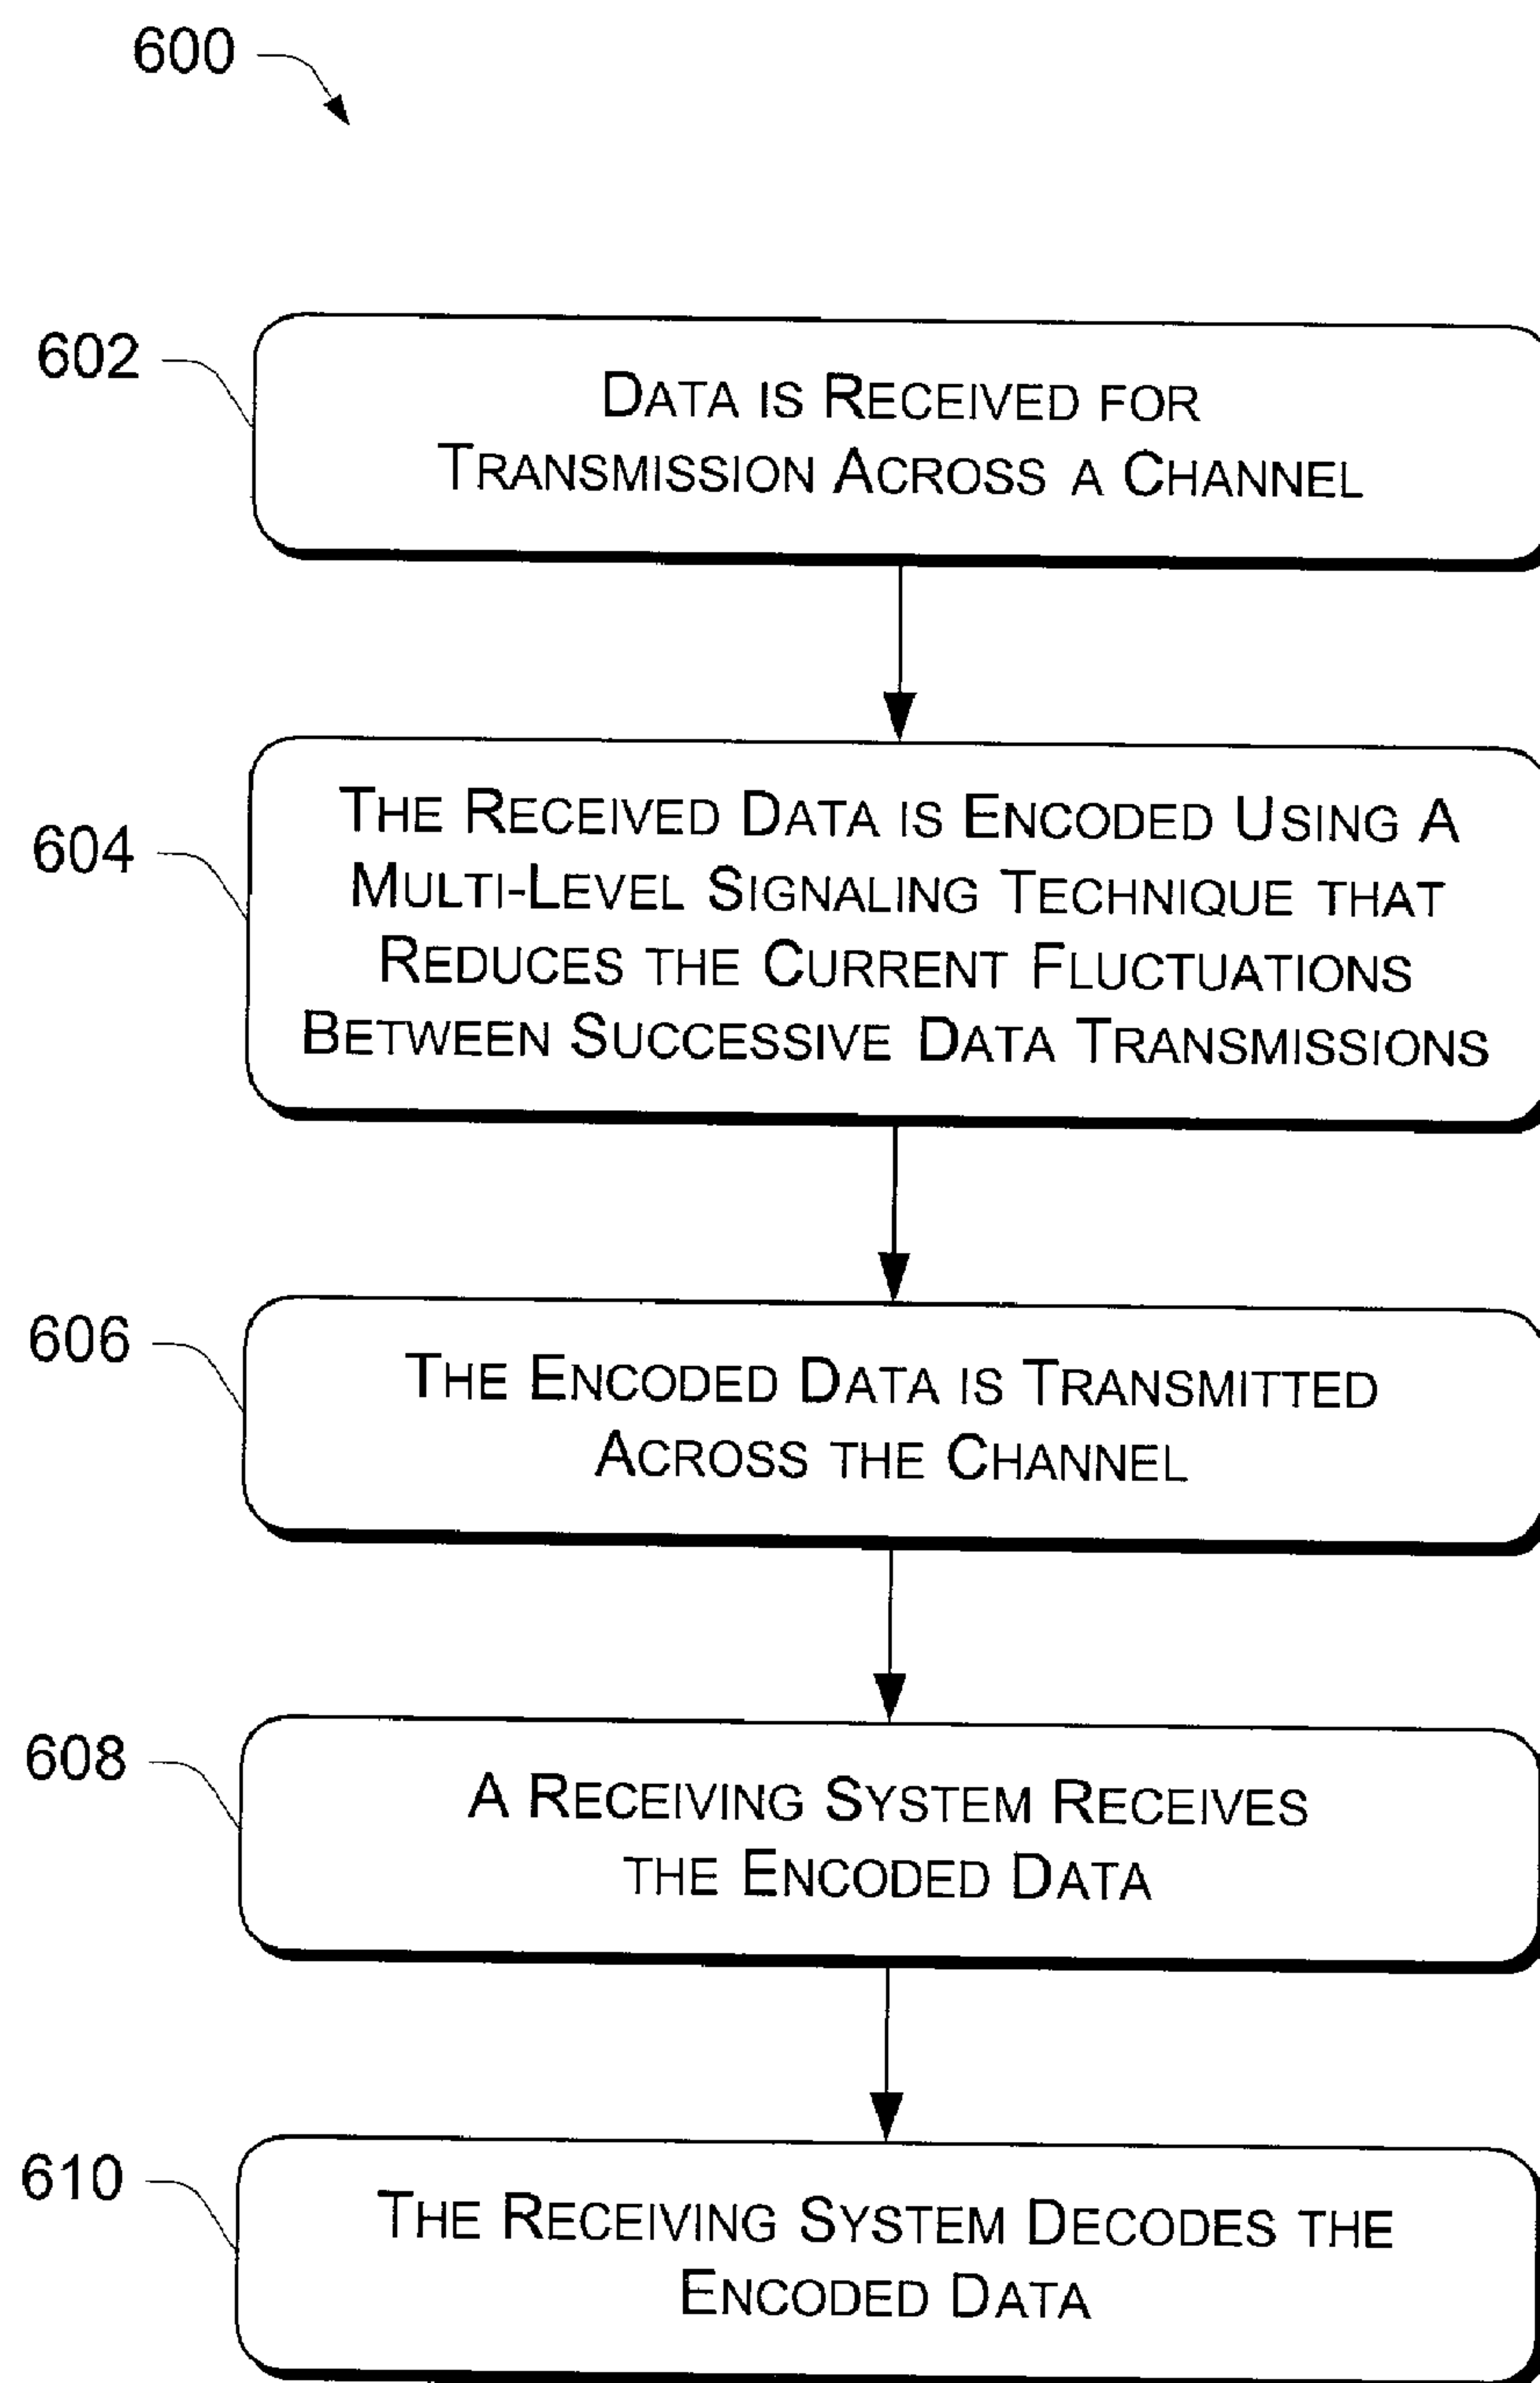 600
602
DATA IS RECEIVED FOR
TRANSMISSION ACROSS A CHANNEL
604
THE RECEIVED DATA IS ENCODED USING A
MULTI-LEVEL SIGNALING TECHNIQUE THAT
REDUCES THE CURRENT FLUCTUATIONS
BETWEEN SUCCESSIVE DATA TRANSMISSIONS
606
THE ENCODED DATA IS TRANSMITTED
ACROSS THE CHANNEL
608
A RECEIVING SYSTEM RECEIVES
THE ENCODED DATA
610
THE RECEIVING SYSTEM DECODES THE
ENCODED DATA